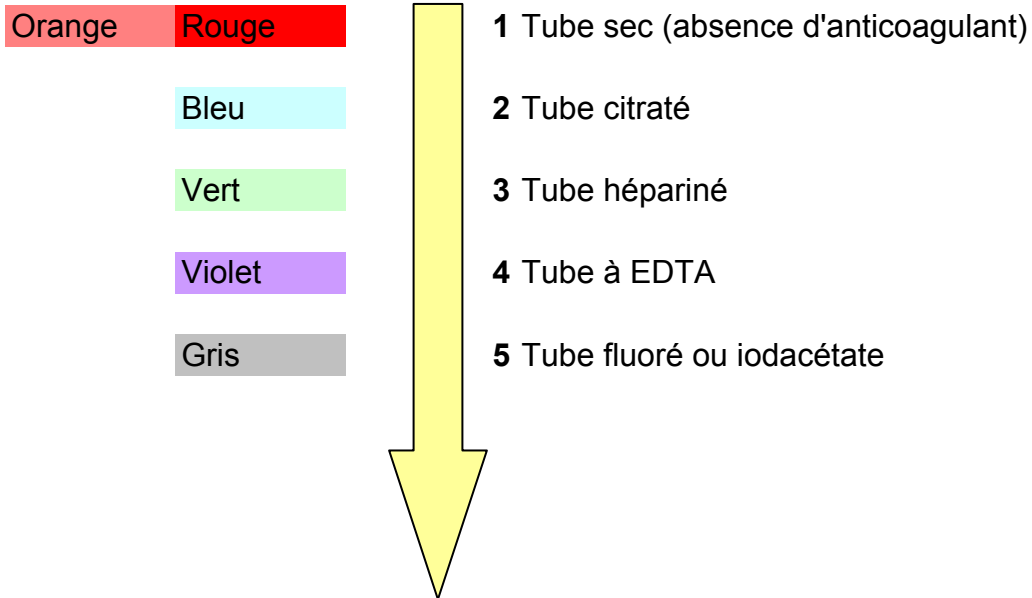 Orange Rouge 1 Tube sec (absence d'anticoagulant)
Bleu 2 Tube citraté
Vert 3 Tube hépariné
Violet 4 Tube à EDTA
Gris 5 Tube fluoré ou iodacétate